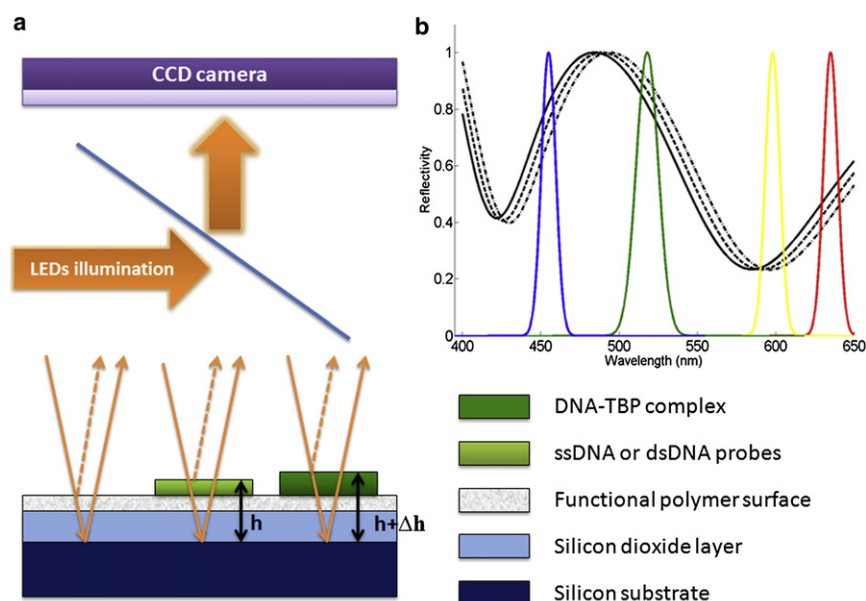 a
CCD camera
LEDs illumination
h
h+Δh
b
Reflectivity
1
0.8
0.6
0.4
0.2
0
400
450
500
550
600
650
Wavelength (nm)
DNA-TBP complex
ssDNA or dsDNA probes
Functional polymer surface
Silicon dioxide layer
Silicon substrate